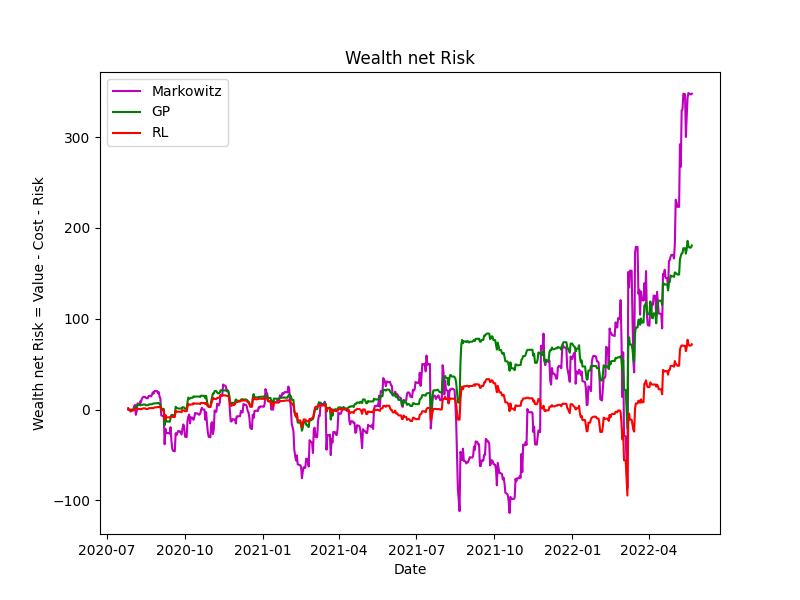 Wealth net Risk
Wealth net Risk = Value - Cost - Risk
300
200
100
0
−100
Markowitz
GP
RL
2020-07 2020-10 2021-01 2021-04 2021-07 2021-10 2022-01 2022-04
Date